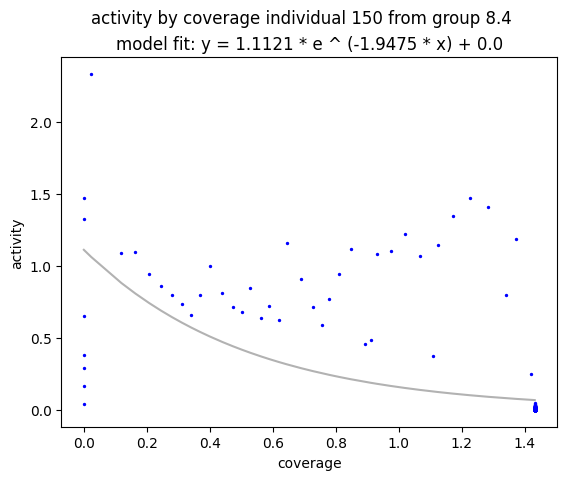 activity by coverage individual 150 from group 8.4
model fit: y = 1.1121 * e ^ (-1.9475 * x) + 0.0
2.0
1.5
1.0
0.5
0.0
activity
0.0 0.2 0.4 0.6 0.8 1.0 1.2 1.4
coverage